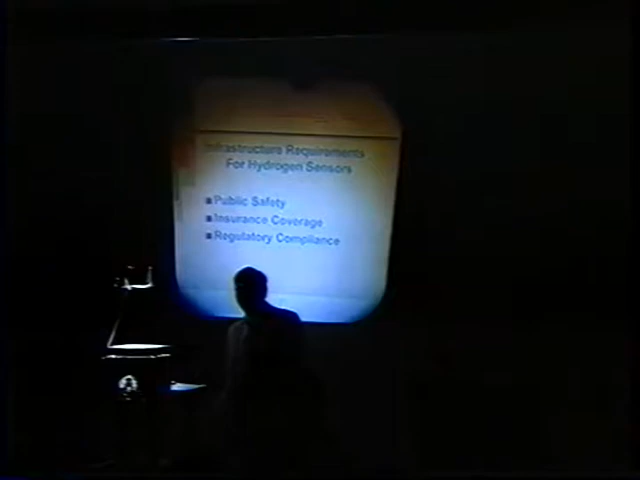 Infrastructure Requirements
For Hydrogen Sensors
■ Public Safety
■ Insurance Coverage
■ Regulatory Compliance